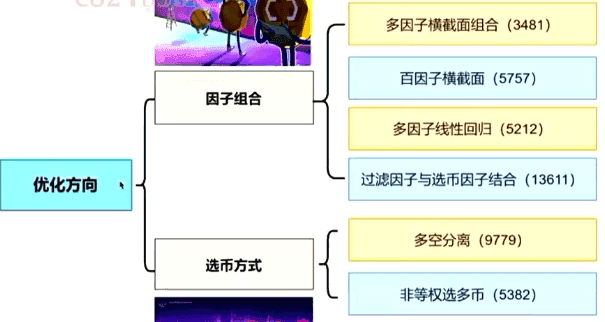 多因子横截面组合（3481）
百因子横截面（5757）
因子组合
多因子线性回归（5212）
优化方向
过滤因子与选币因子结合（13611）
多空分离（9779）
选币方式
非等权选多币（5382）